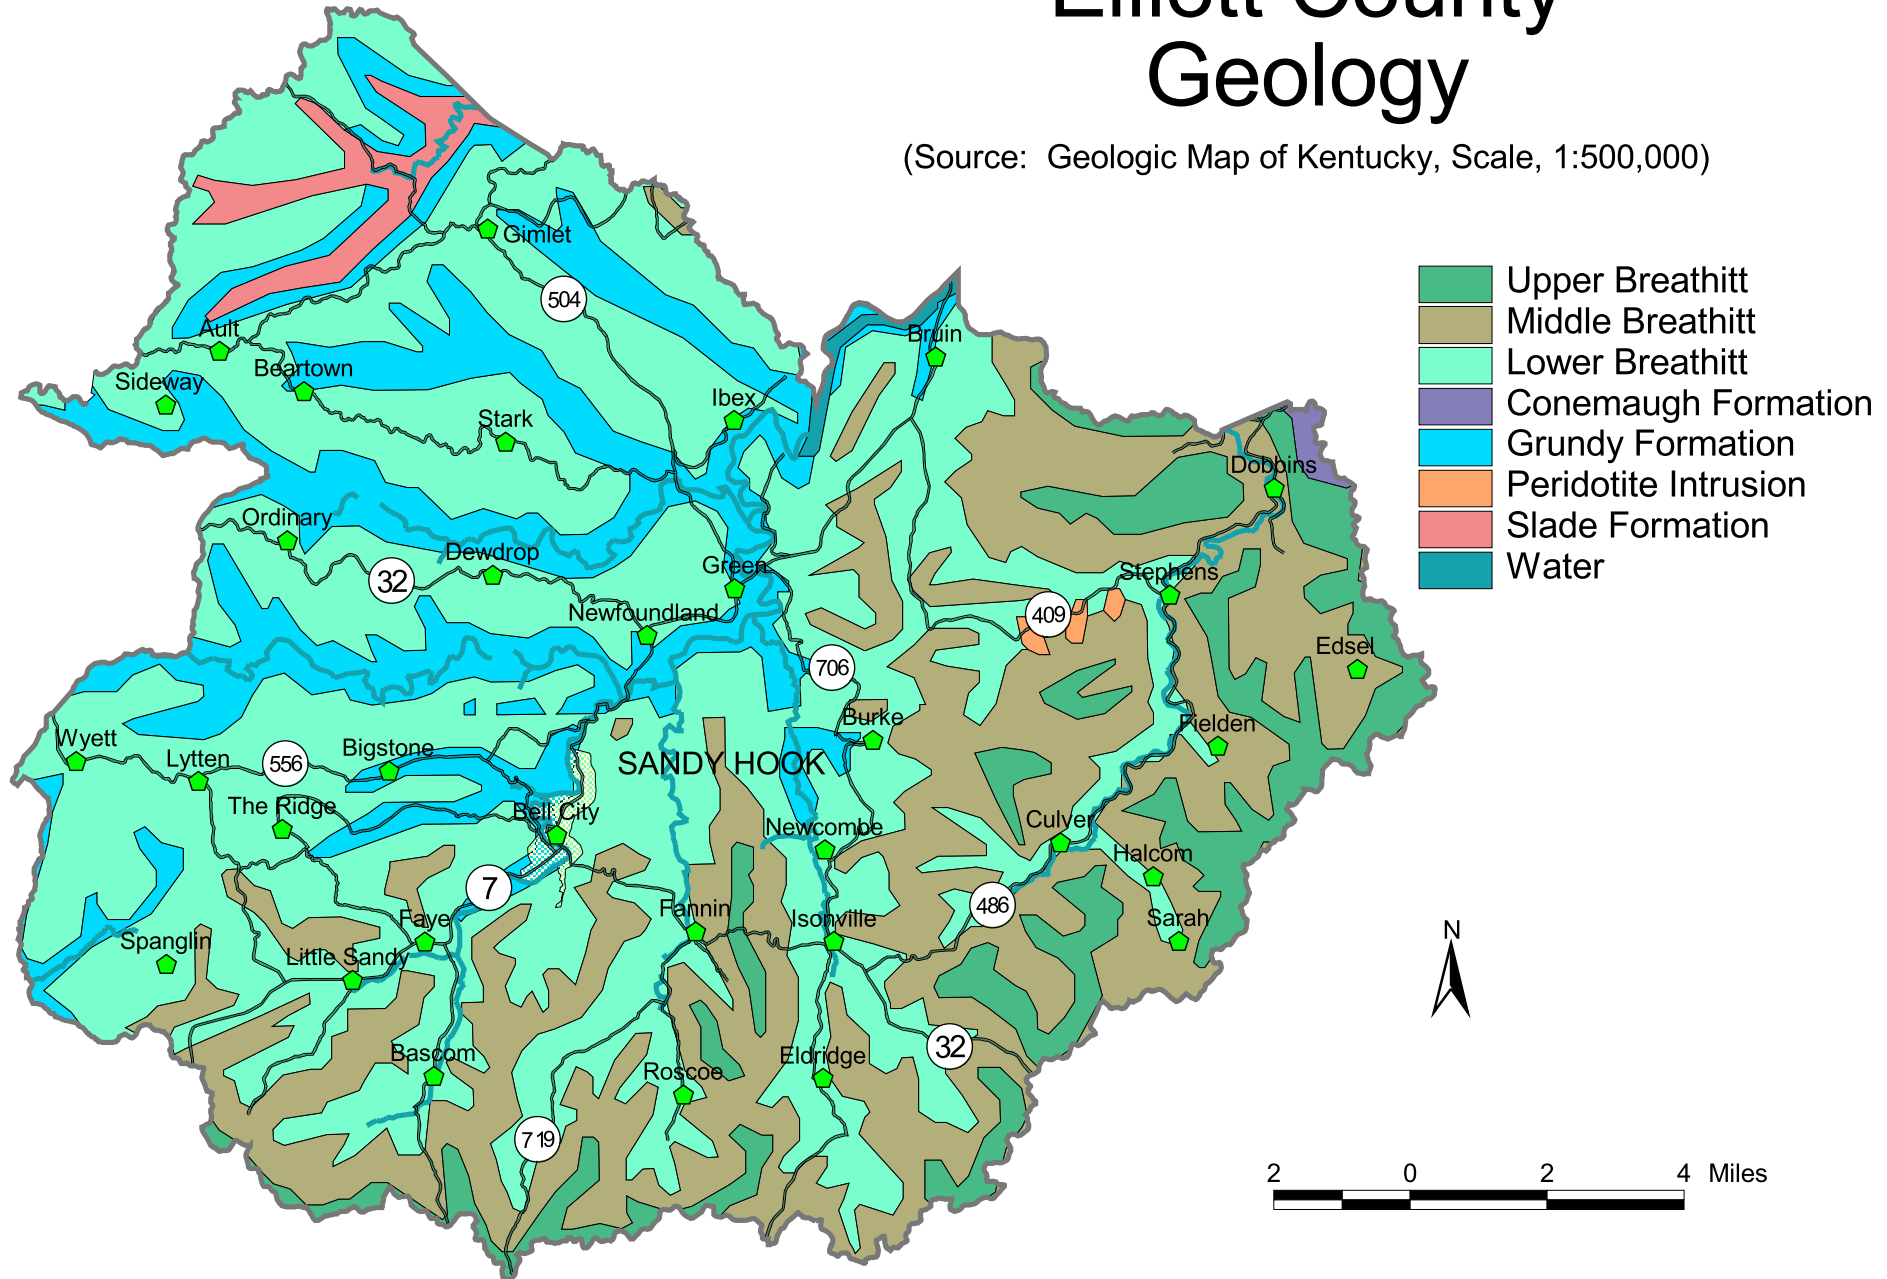 Elliott County
Geology
(Source: Geologic Map of Kentucky, Scale, 1:500,000)
Upper Breathitt
Middle Breathitt
Lower Breathitt
Conemaugh Formation
Grundy Formation
Peridotite Intrusion
Slade Formation
Water
Gimlet
504
Ault
Bruin
Beartown
Sideway
Ibex
Stark
Dobbins
Ordinary
Dewdrop
Green
Stephens
32
Newfoundland
409
Edsel
706
Burke
Fielden
Wyett
Lytten
556
Bigstone
SANDY HOOK
The Ridge
Bell City
Newcombe
Culver
Halcom
7
486
Fannin
Isonville
Sarah
Faye
Spanglin
Little Sandy
N
32
Bascom
Eldridge
Roscoe
719
2 0 2 4 Miles